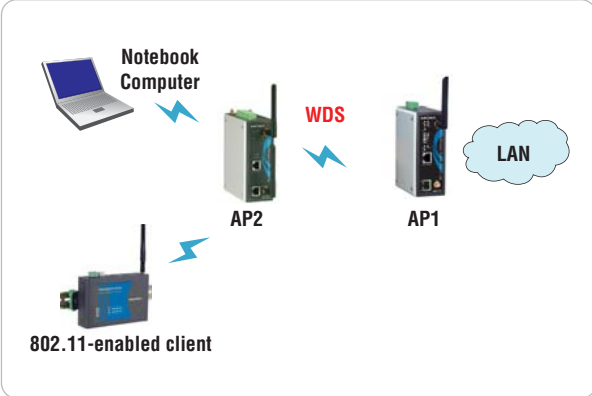 Notebook
Computer
WDS
LAN
AP2
AP1
802.11-enabled client